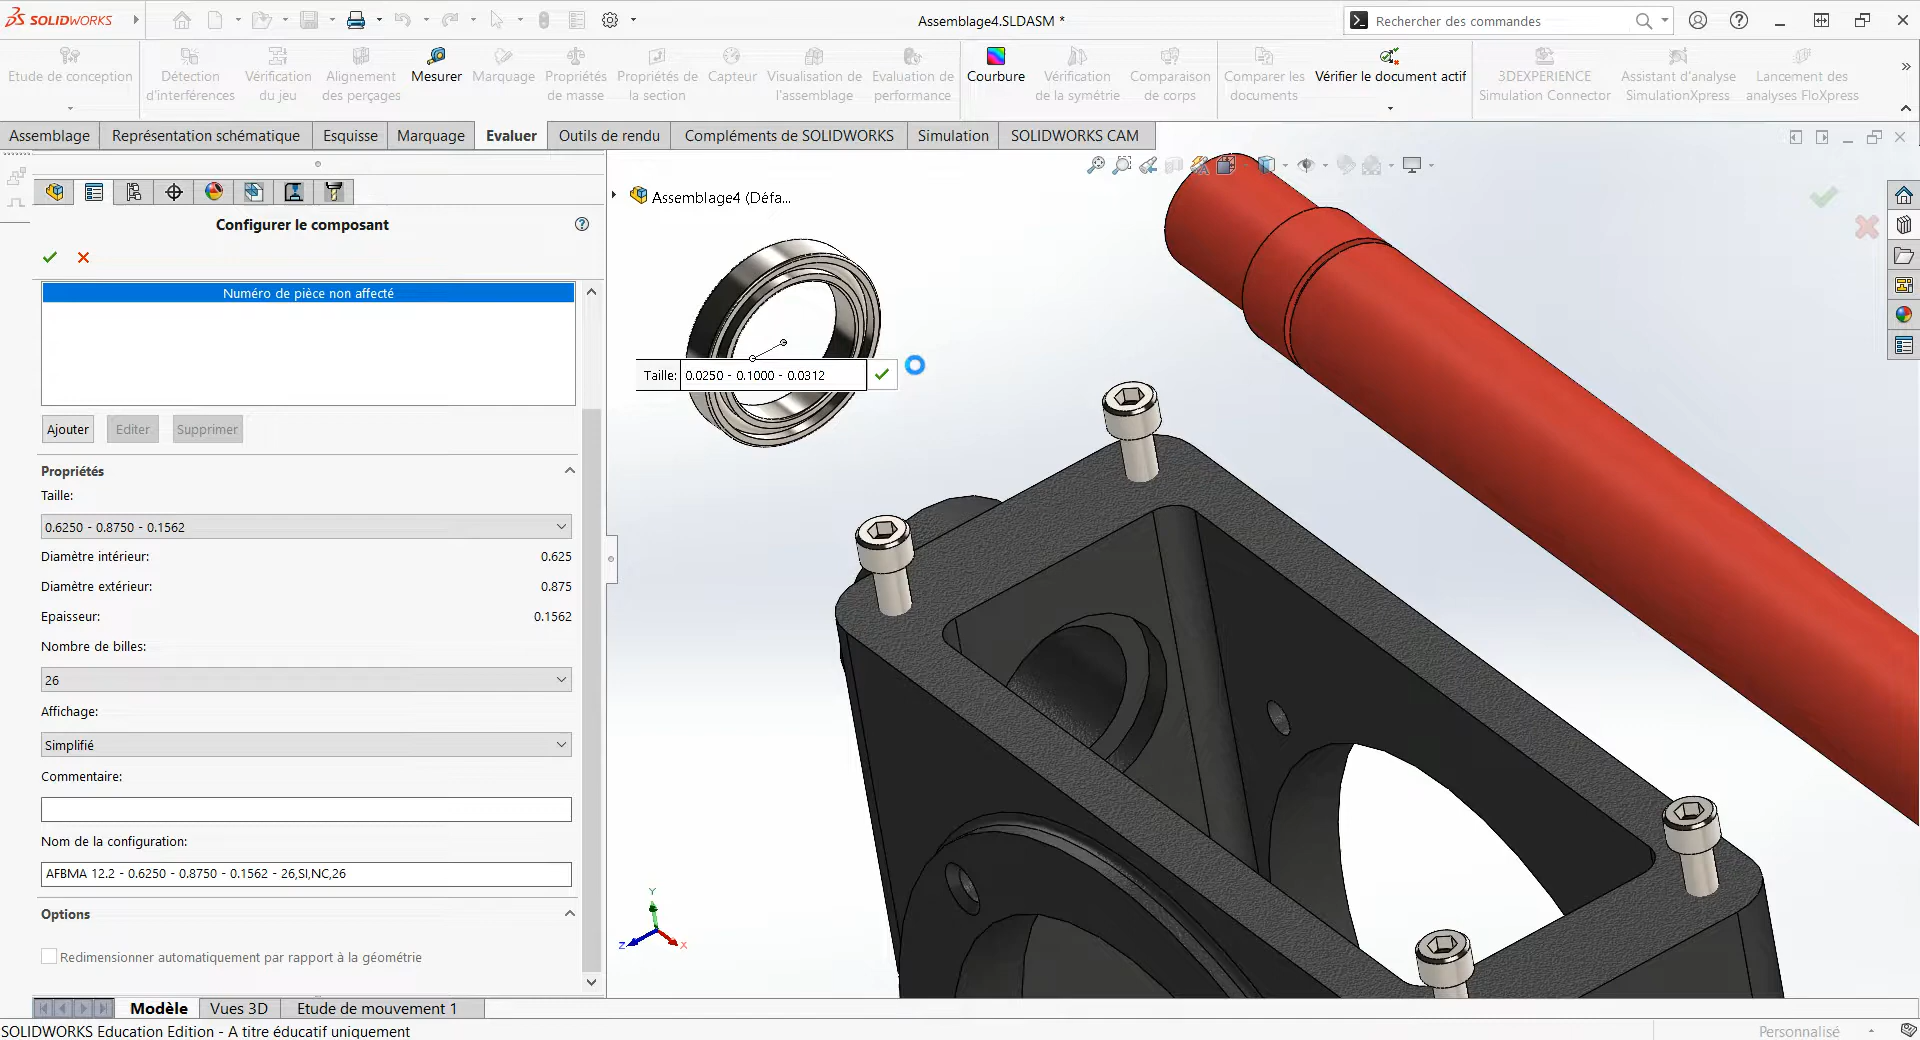 SOLIDWORKS
Assemblage4.SLDASM *
Rechercher des commandes
Etude de conception
Détection d'interférences
Vérification du jeu
Alignement des perçages
Mesurer
Marquage
Propriétés de masse
Propriétés de la section
Capteur
Visualisation de l'assemblage
Evaluation de performance
Courbure
Vérification de la symétrie
Comparaison de corps
Comparer les documents
Vérifier le document actif
3DEXPERIENCE Simulation Connector
Assistant d'analyse SimulationXpress
Lancement des analyses FloXpress
Assemblage
Représentation schématique
Esquisse
Marquage
Evaluer
Outils de rendu
Compléments de SOLIDWORKS
Simulation
SOLIDWORKS CAM
Configurer le composant
Assemblage4 (Défa...
Numéro de pièce non affecté
Taille: 0.0250 - 0.1000 - 0.0312
Ajouter
Editer
Supprimer
Propriétés
Taille:
0.6250 - 0.8750 - 0.1562
Diamètre intérieur: 0.625
Diamètre extérieur: 0.875
Epaisseur: 0.1562
Nombre de billes:
26
Affichage:
Simplifié
Commentaire:
Nom de la configuration:
AFBMA 12.2 - 0.6250 - 0.8750 - 0.1562 - 26,SI,NC,26
Options
Redimensionner automatiquement par rapport à la géométrie
Y
Z
X
Modèle
Vues 3D
Etude de mouvement 1
SOLIDWORKS Education Edition - A titre éducatif uniquement
Personnalisé